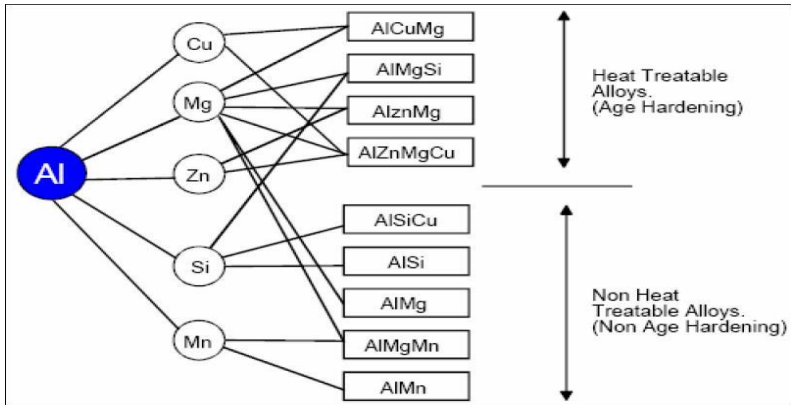 Al
Cu
Mg
Zn
Si
Mn
AlCuMg
AlMgSi
AlznMg
AlZnMgCu
AlSiCu
AlSi
AlMg
AlMgMn
AlMn
Heat Treatable
Alloys.
(Age Hardening)
Non Heat
Treatable Alloys.
(Non Age Hardening)